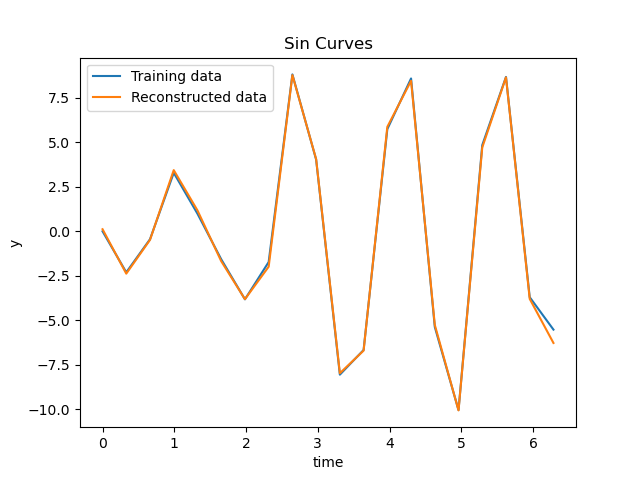 Sin Curves
Training data
Reconstructed data
7.5
5.0
2.5
0.0
−2.5
−5.0
−7.5
−10.0
y
0 1 2 3 4 5 6
time